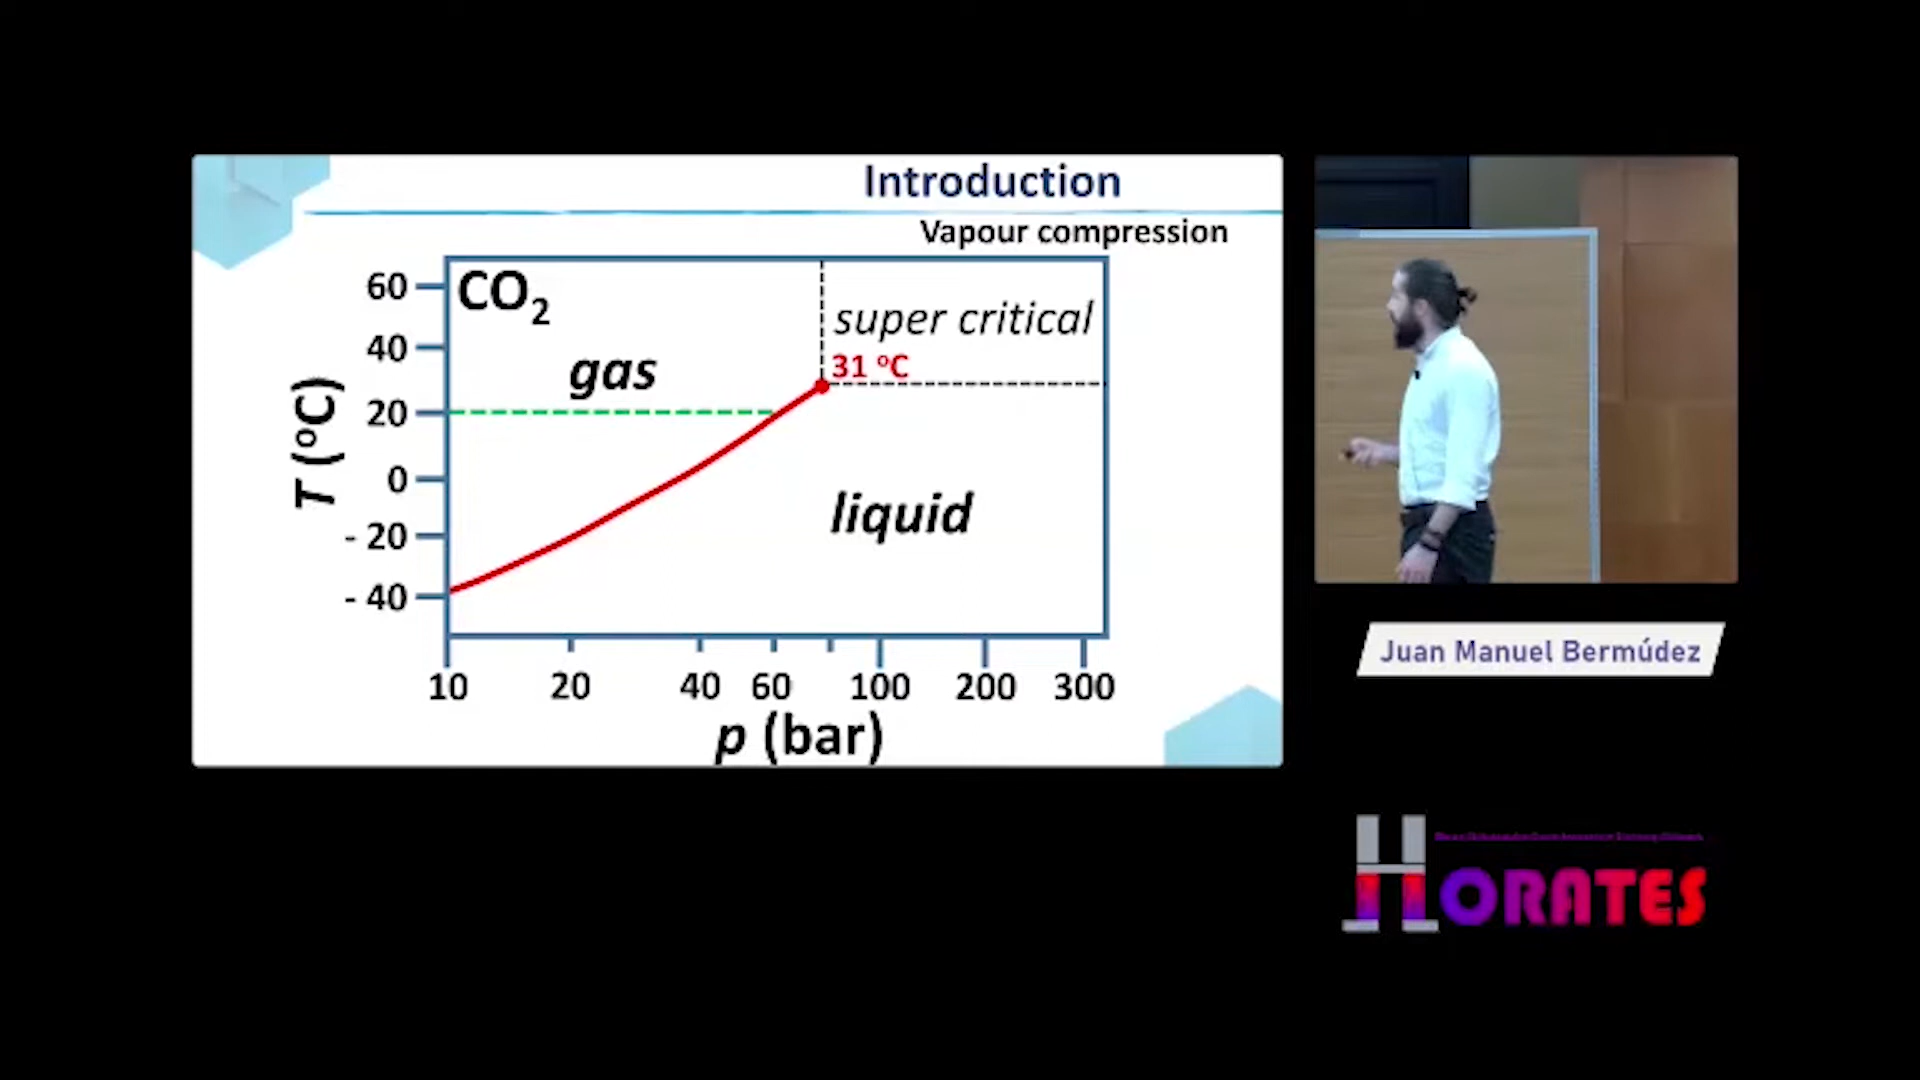 Introduction
Vapour compression
CO₂
60
40
20
0
- 20
- 40
T (°C)
gas
super critical
31 °C
liquid
10 20 40 60 100 200 300
p (bar)
Juan Manuel Bermúdez
HORATES